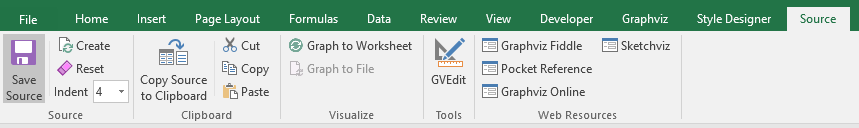 File Home Insert Page Layout Formulas Data Review View Developer Graphviz Style Designer Source
Save Source
Create
Reset
Indent 4
Source
Copy Source to Clipboard
Cut
Copy
Paste
Clipboard
Graph to Worksheet
Graph to File
Visualize
GVEdit
Tools
Graphviz Fiddle
Pocket Reference
Graphviz Online
Sketchviz
Web Resources